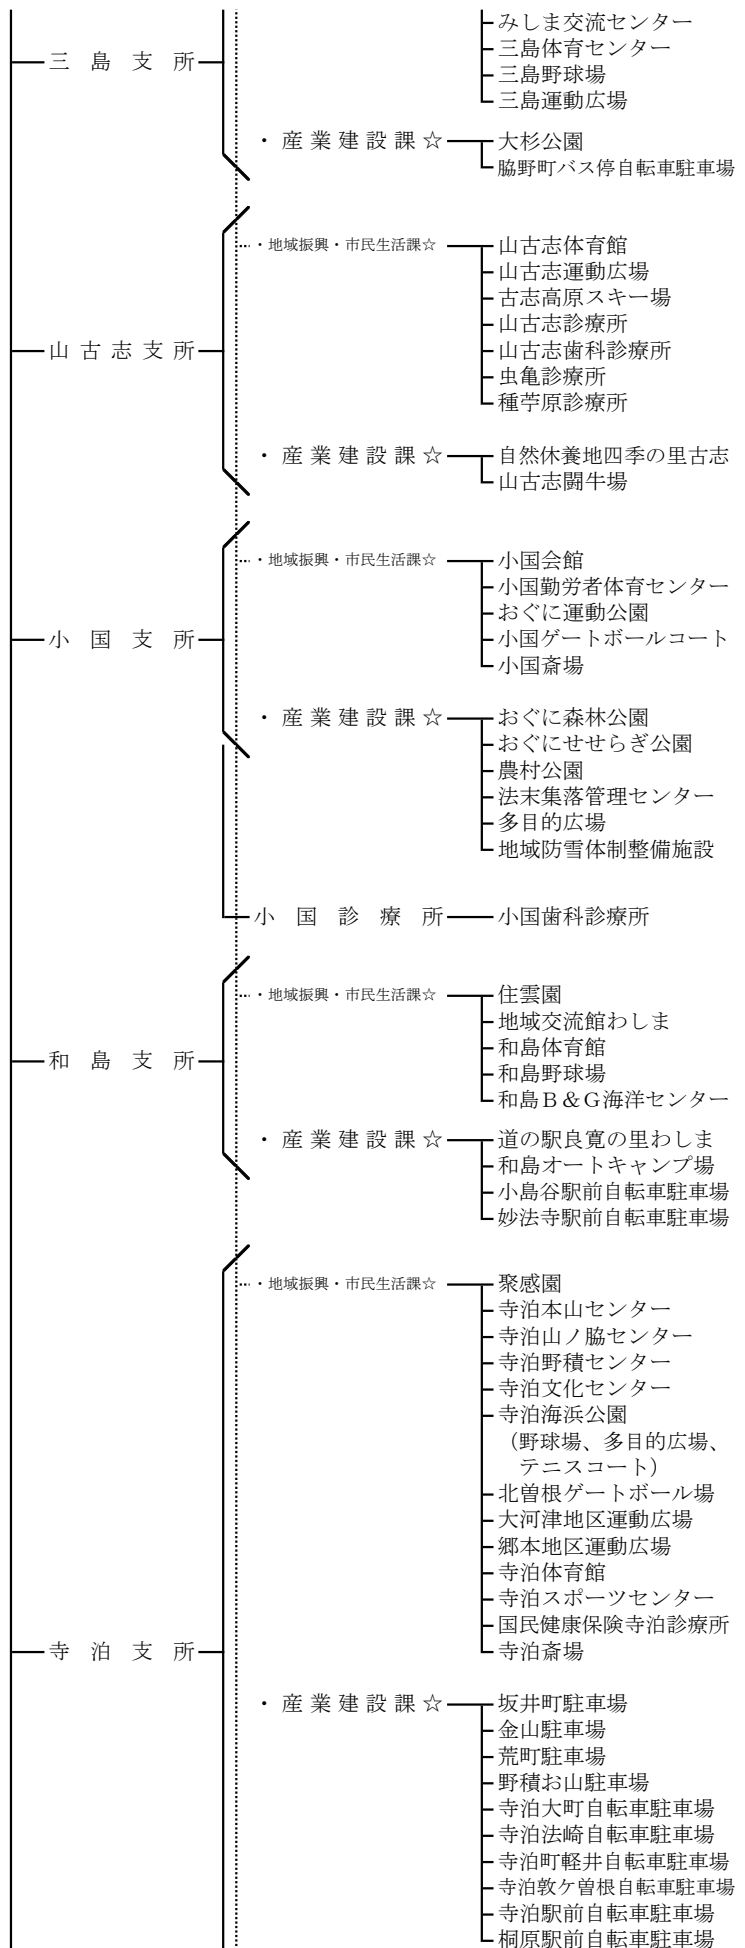 みしま交流センター
三島体育センター
三島支所
三島野球場
三島運動広場
・産業建設課☆
大杉公園
脇野町バス停自転車駐車場
・地域振興・市民生活課☆
山古志体育館
山古志運動広場
古志高原スキー場
山古志診療所
山古志支所
山古志歯科診療所
虫亀診療所
種苧原診療所
・産業建設課☆
自然休養地四季の里古志
山古志闘牛場
・地域振興・市民生活課☆
小国会館
小国勤労者体育センター
おぐに運動公園
小国支所
小国ゲートボールコート
小国斎場
・産業建設課☆
おぐに森林公園
おぐにせせらぎ公園
農村公園
法末集落管理センター
多目的広場
地域防雪体制整備施設
小国診療所
小国歯科診療所
・地域振興・市民生活課☆
住雲園
地域交流館わしま
和島支所
和島体育館
和島野球場
和島B&G海洋センター
・産業建設課☆
道の駅良寛の里わしま
和島オートキャンプ場
小島谷駅前自転車駐車場
妙法寺駅前自転車駐車場
・地域振興・市民生活課☆
聚感園
寺泊本山センター
寺泊山ノ脇センター
寺泊野積センター
寺泊文化センター
寺泊海浜公園
(野球場、多目的広場、
テニスコート)
北曽根ゲートボール場
大河津地区運動広場
郷本地区運動広場
寺泊体育館
寺泊スポーツセンター
国民健康保険寺泊診療所
寺泊支所
寺泊斎場
・産業建設課☆
坂井町駐車場
金山駐車場
荒町駐車場
野積お山駐車場
寺泊大町自転車駐車場
寺泊法崎自転車駐車場
寺泊町軽井自転車駐車場
寺泊敦ケ曽根自転車駐車場
寺泊駅前自転車駐車場
桐原駅前自転車駐車場